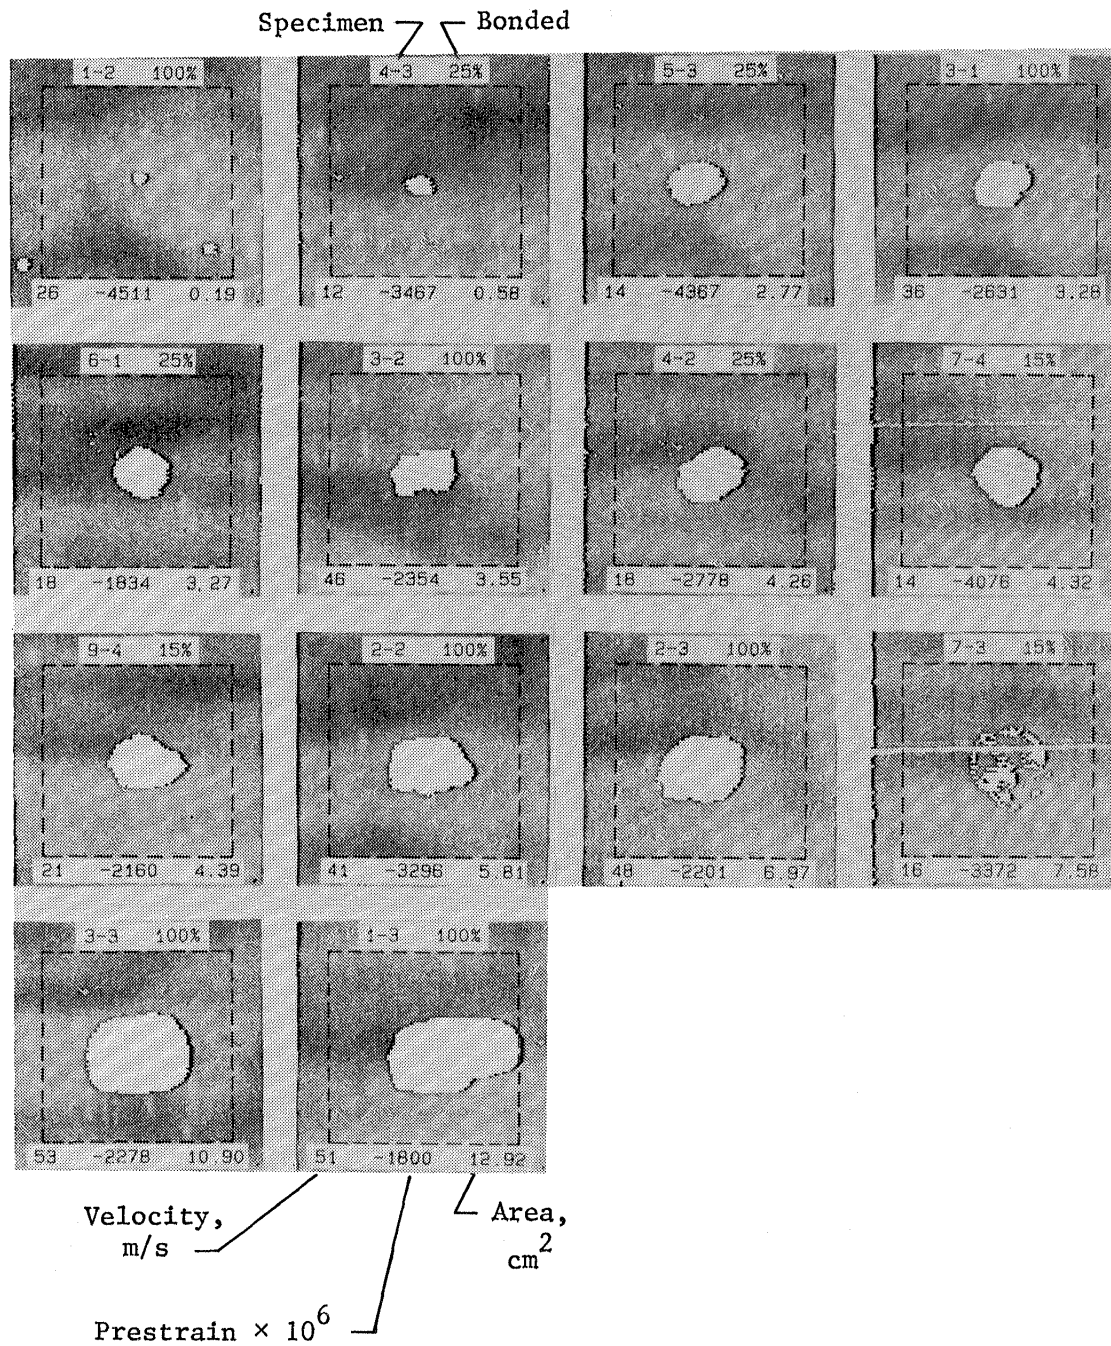 Specimen Bonded
1-2 100% 4-3 25% 5-3 25% 3-1 100%
26 -4511 0.19 12 -3467 0.58 14 -4367 2.77 36 -2631 3.28
6-1 25% 3-2 100% 4-2 25% 7-4 15%
18 -1834 3.27 46 -2354 3.55 18 -2778 4.26 14 -4076 4.32
9-4 15% 2-2 100% 2-3 100% 7-3 15%
21 -2160 4.39 41 -3296 5.81 48 -2201 6.97 16 -3372 7.58
3-3 100% 1-3 100%
53 -2278 10.90 51 -1800 12.92
Velocity, Area,
m/s cm²
Prestrain × 10⁶